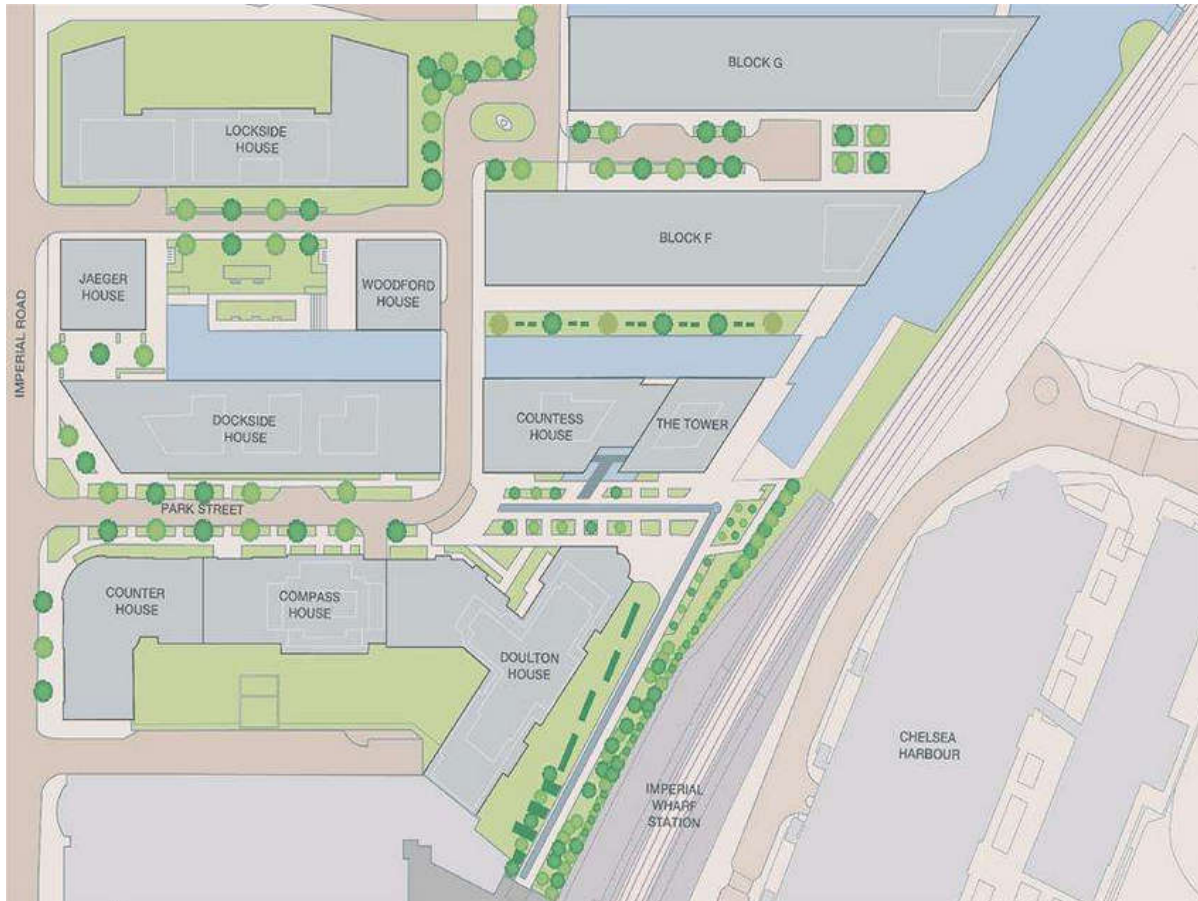 BLOCK G
LOCKSIDE
HOUSE
BLOCK F
JAEGER
HOUSE
WOODFORD
HOUSE
IMPERIAL ROAD
DOCKSIDE
HOUSE
COUNTESS
HOUSE
THE TOWER
PARK STREET
COUNTER
HOUSE
COMPASS
HOUSE
DOULTON
HOUSE
CHELSEA
HARBOUR
IMPERIAL
WHARF
STATION